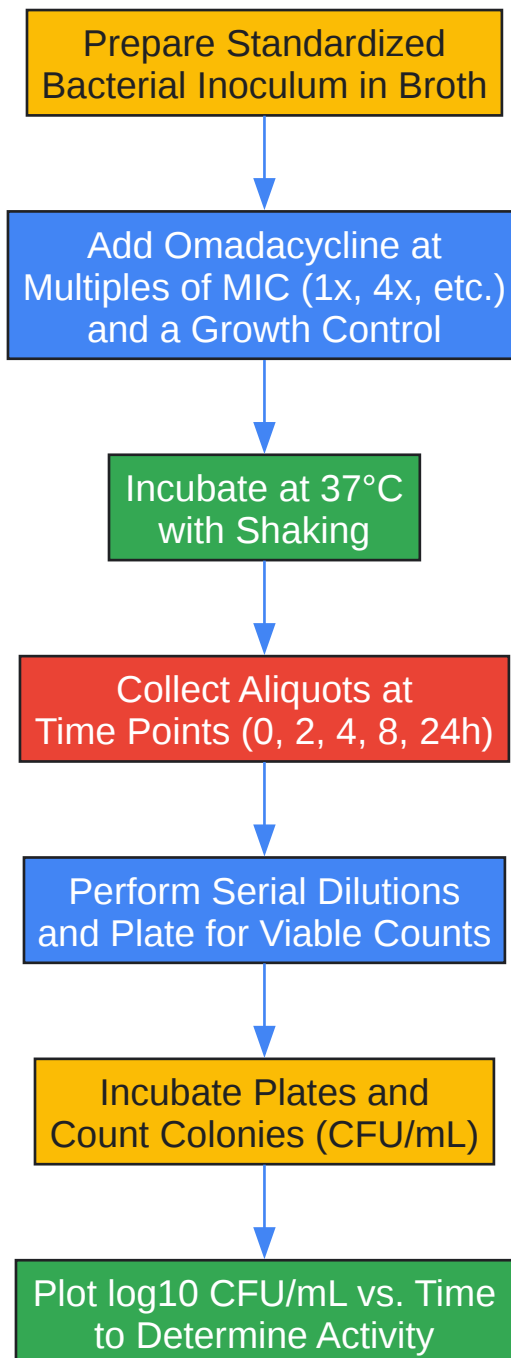 Prepare Standardized
Bacterial Inoculum in Broth
Add Omadacycline at
Multiples of MIC (1x, 4x, etc.)
and a Growth Control
Incubate at 37°C
with Shaking
Collect Aliquots at
Time Points (0, 2, 4, 8, 24h)
Perform Serial Dilutions
and Plate for Viable Counts
Incubate Plates and
Count Colonies (CFU/mL)
Plot log10 CFU/mL vs. Time
to Determine Activity